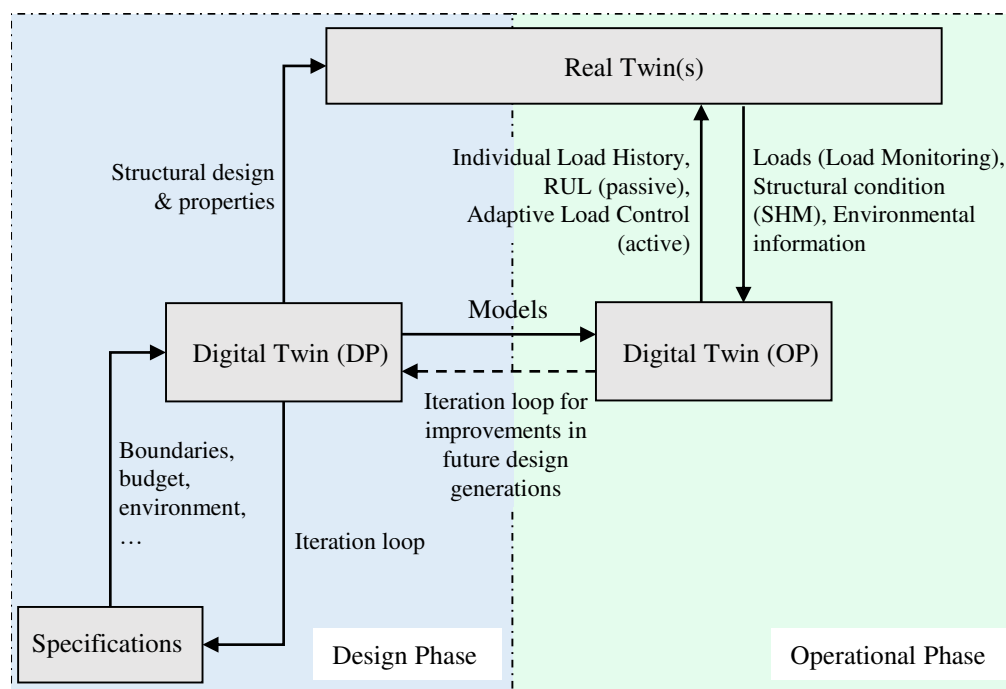 Real Twin(s)
Structural design
& properties
Individual Load History,
RUL (passive),
Adaptive Load Control
(active)
Loads (Load Monitoring),
Structural condition
(SHM), Environmental
information
Models
Digital Twin (DP)
Digital Twin (OP)
Iteration loop for
improvements in
future design
generations
Boundaries,
budget,
environment,
…
Iteration loop
Specifications
Design Phase
Operational Phase